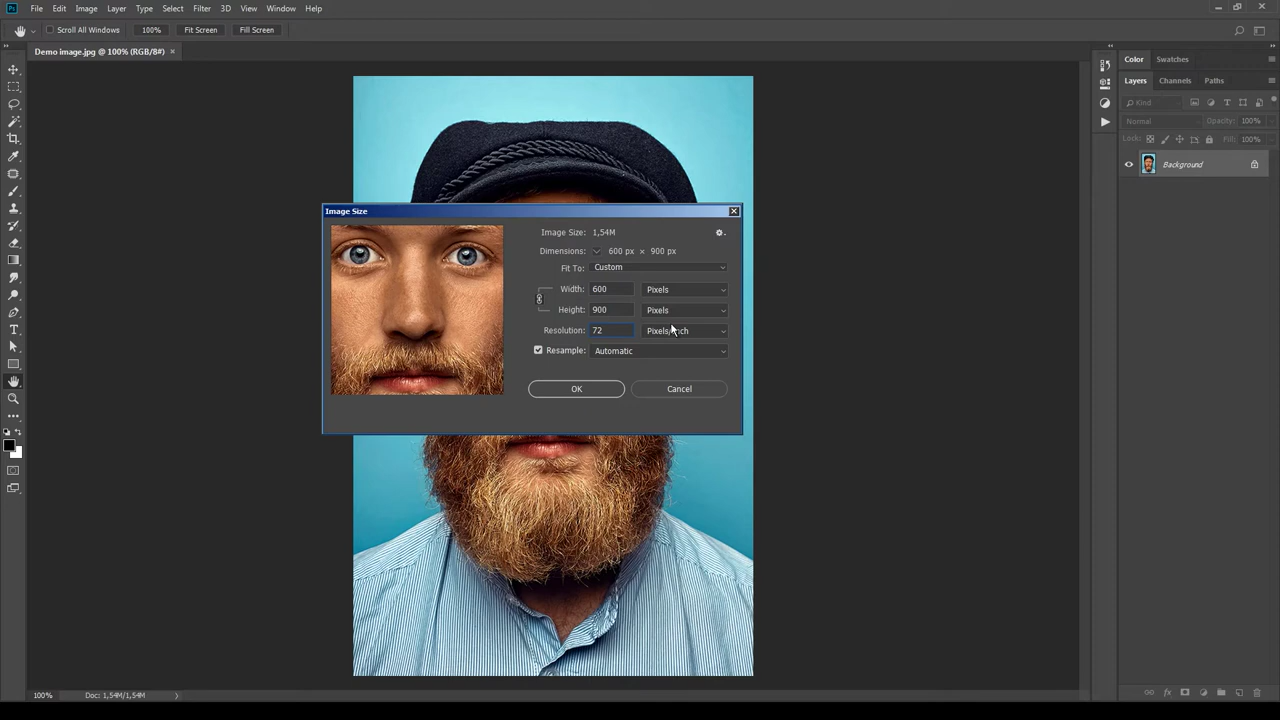 Ps File Edit Image Layer Type Select Filter 3D View Window Help
Scroll All Windows 100% Fit Screen Fill Screen
Demo image.jpg @ 100% (RGB/8#) ×
Color Swatches
Layers Channels Paths
Kind
Normal Opacity: 100%
Lock: Fill: 100%
Background
Image Size
Image Size: 1,54M
Dimensions: 600 px × 900 px
Fit To: Custom
Width: 600 Pixels
Height: 900 Pixels
Resolution: 72 Pixels/Inch
Resample: Automatic
OK Cancel
T
fx
100% Doc: 1,54M/1,54M